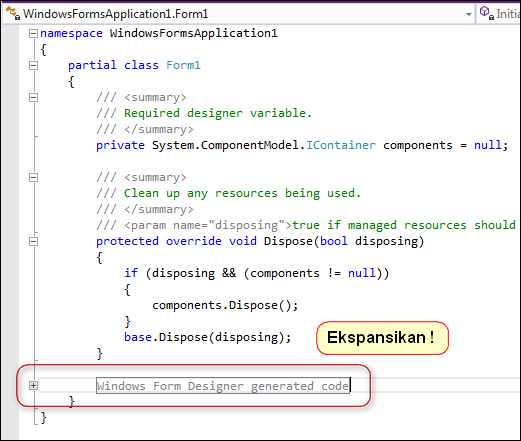 WindowsFormsApplication1.Form1
Initia
namespace WindowsFormsApplication1
{
partial class Form1
{
/// <summary>
/// Required designer variable.
/// </summary>
private System.ComponentModel.IContainer components = null;
/// <summary>
/// Clean up any resources being used.
/// </summary>
/// <param name="disposing">true if managed resources should
protected override void Dispose(bool disposing)
{
if (disposing && (components != null))
{
components.Dispose();
}
base.Dispose(disposing);
}
Ekspansikan !
Windows Form Designer generated code
}
}